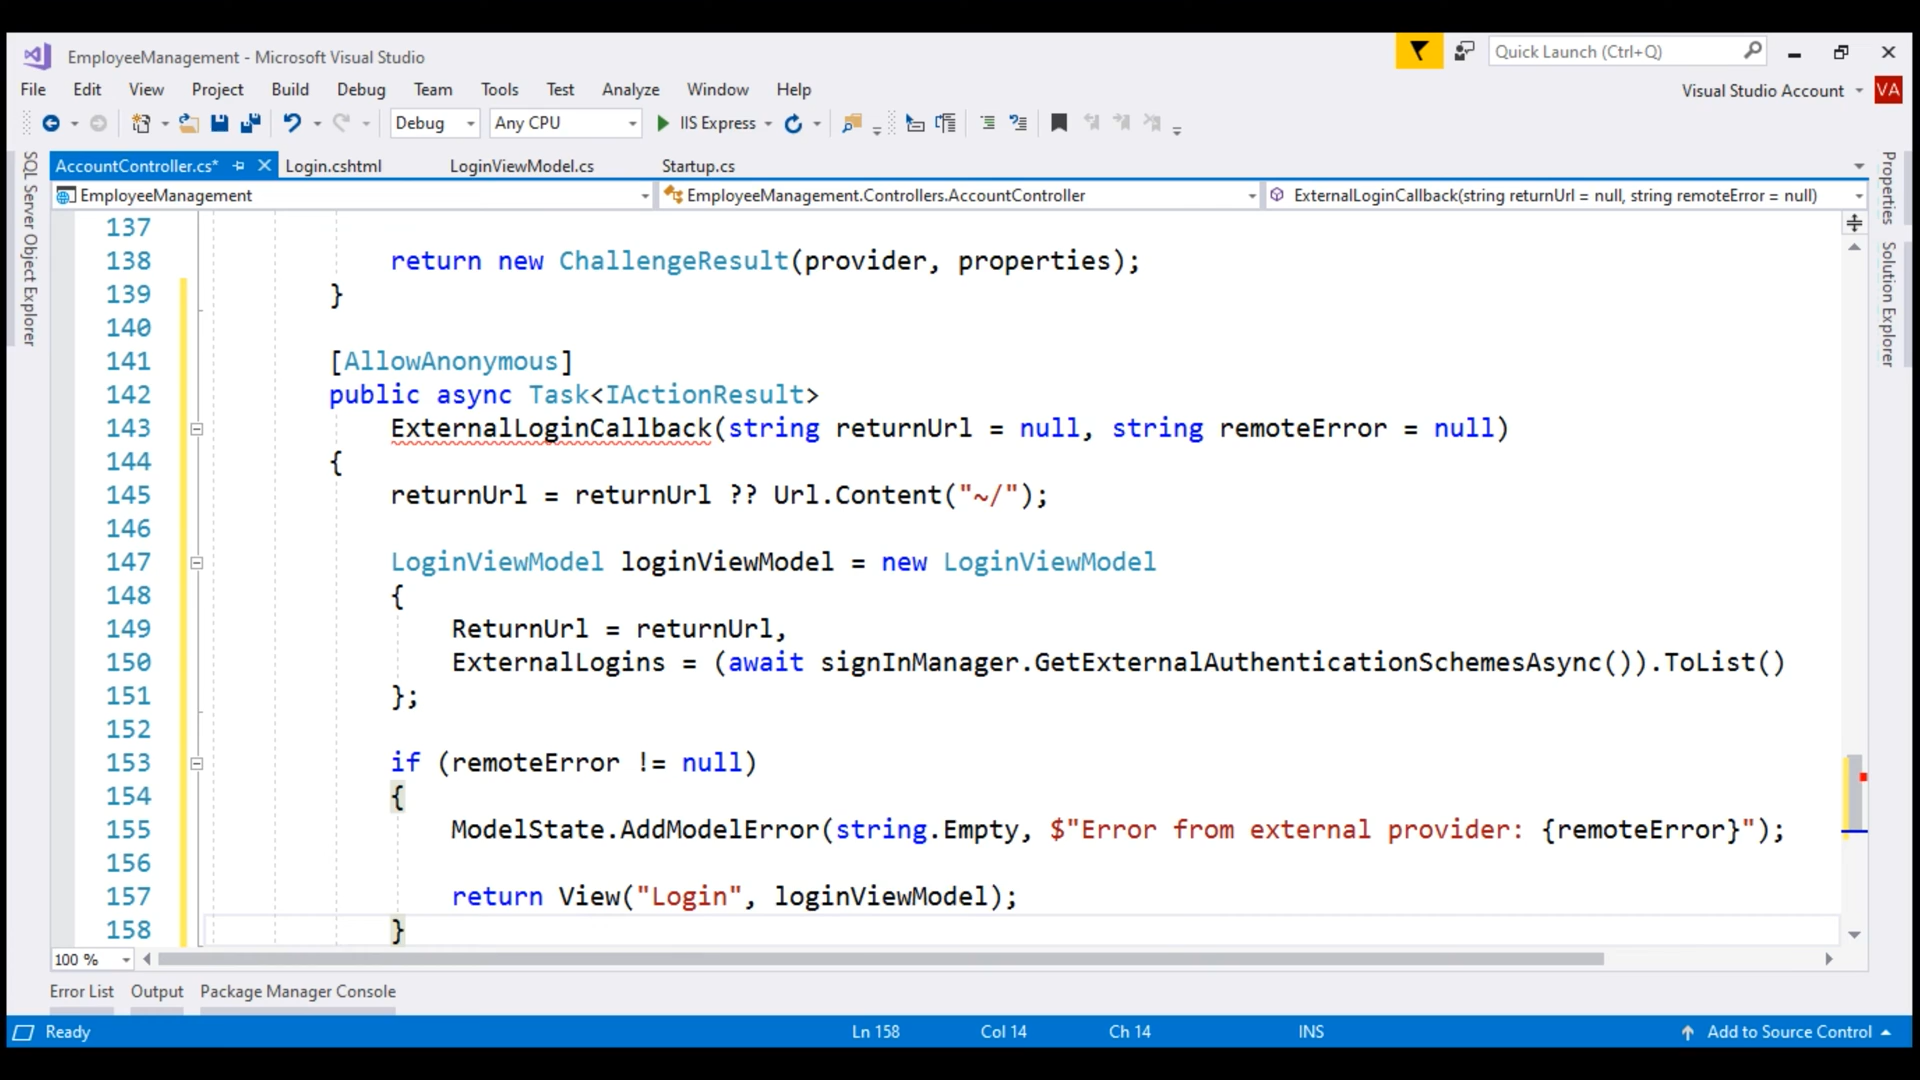 EmployeeManagement - Microsoft Visual Studio
Quick Launch (Ctrl+Q)
File Edit View Project Build Debug Team Tools Test Analyze Window Help
Visual Studio Account VA
Debug Any CPU IIS Express
AccountController.cs* Login.cshtml LoginViewModel.cs Startup.cs
EmployeeManagement EmployeeManagement.Controllers.AccountController ExternalLoginCallback(string returnUrl = null, string remoteError = null)
SQL Server Object Explorer
Properties
Solution Explorer
137
138 return new ChallengeResult(provider, properties);
139 }
140
141 [AllowAnonymous]
142 public async Task<IActionResult>
143 ExternalLoginCallback(string returnUrl = null, string remoteError = null)
144 {
145 returnUrl = returnUrl ?? Url.Content("~/");
146
147 LoginViewModel loginViewModel = new LoginViewModel
148 {
149 ReturnUrl = returnUrl,
150 ExternalLogins = (await signInManager.GetExternalAuthenticationSchemesAsync()).ToList()
151 };
152
153 if (remoteError != null)
154 {
155 ModelState.AddModelError(string.Empty, $"Error from external provider: {remoteError}");
156
157 return View("Login", loginViewModel);
158 }
100 %
Error List Output Package Manager Console
Ready Ln 158 Col 14 Ch 14 INS Add to Source Control